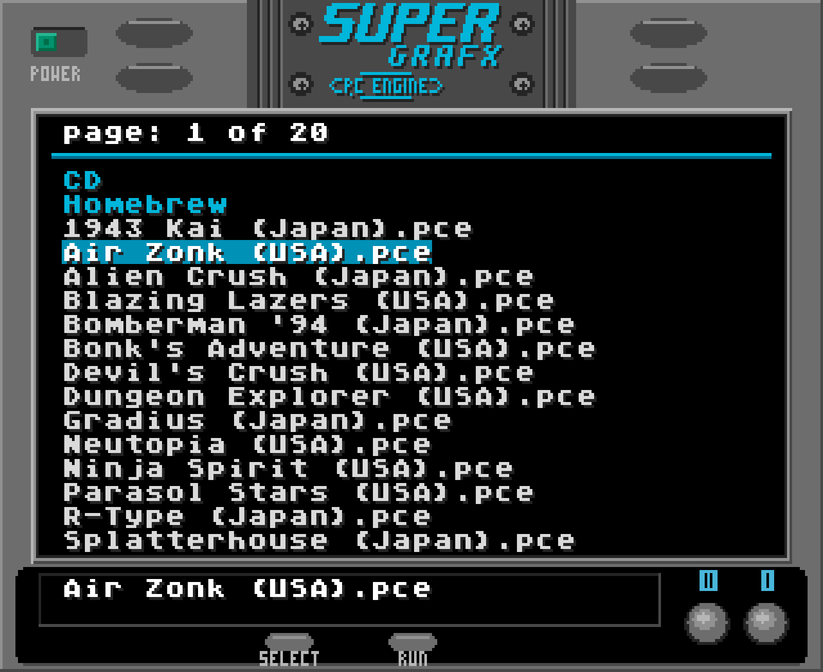 SUPER
GRAFX
PC ENGINE
POWER
page: 1 of 20
CD
Homebrew
1943 Kai (Japan).pce
Air Zonk (USA).pce
Alien Crush (Japan).pce
Blazing Lazers (USA).pce
Bomberman '94 (Japan).pce
Bonk's Adventure (USA).pce
Devil's Crush (USA).pce
Dungeon Explorer (USA).pce
Gradius (Japan).pce
Neutopia (USA).pce
Ninja Spirit (USA).pce
Parasol Stars (USA).pce
R-Type (Japan).pce
Splatterhouse (Japan).pce
Air Zonk (USA).pce
II I
SELECT RUN